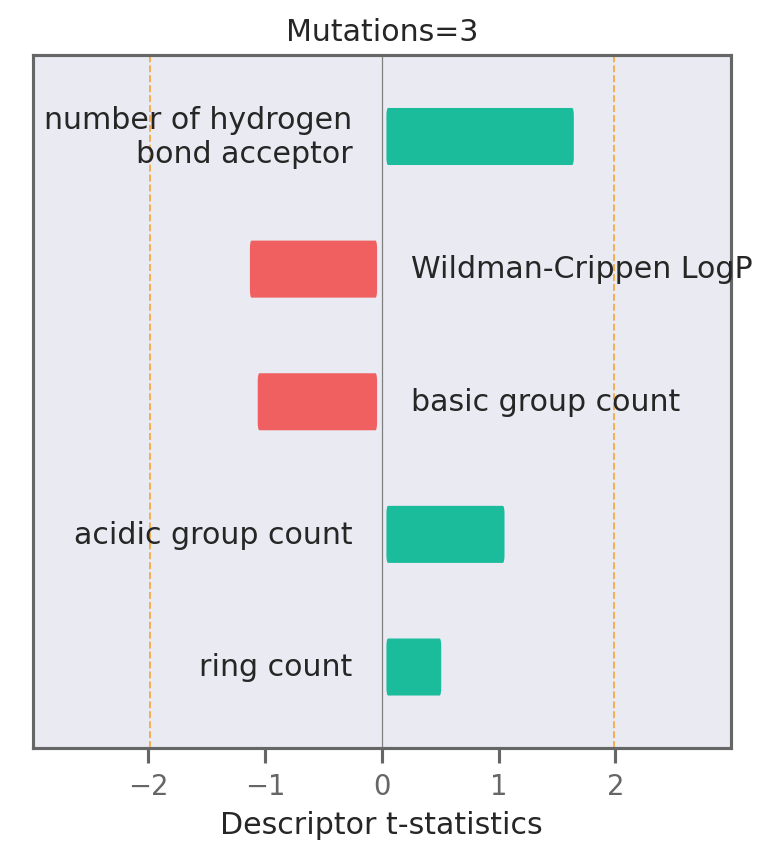 Mutations=3
number of hydrogen
bond acceptor
Wildman-Crippen LogP
basic group count
acidic group count
ring count
−2 −1 0 1 2
Descriptor t-statistics